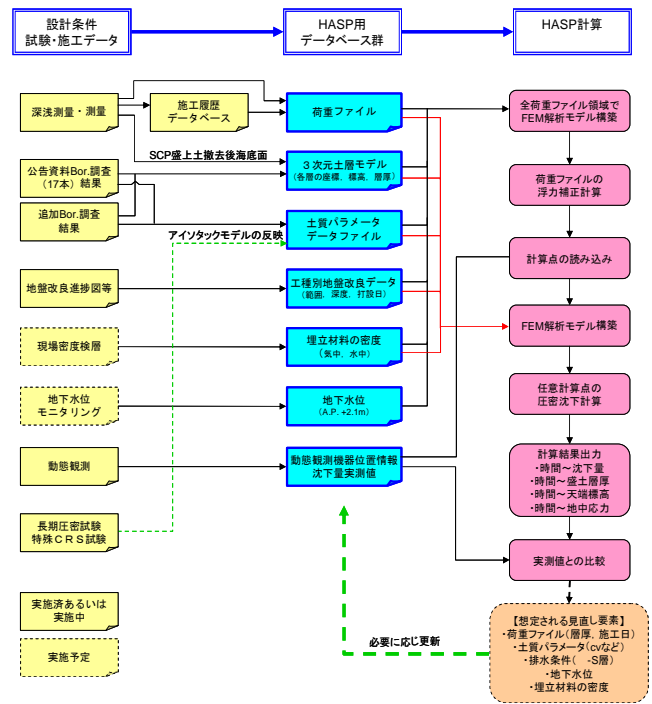 設計条件
試験・施工データ
HASP用
データベース群
HASP計算
深浅測量・測量
施工履歴
データベース
荷重ファイル
全荷重ファイル領域で
FEM解析モデル構築
SCP盛上土撤去後海底面
公告資料Bor.調査
(17本)結果
3次元土層モデル
(各層の座標, 標高, 層厚)
荷重ファイルの
浮力補正計算
追加Bor.調査
結果
アイソタックモデルの反映
土質パラメータ
データファイル
計算点の読み込み
地盤改良進捗図等
工種別地盤改良データ
(範囲, 深度, 打設日)
FEM解析モデル構築
現場密度検層
埋立材料の密度
(気中, 水中)
地下水位
モニタリング
地下水位
(A.P. +2.1m)
任意計算点の
圧密沈下計算
動態観測
動態観測機器位置情報
沈下量実測値
計算結果出力
・時間～沈下量
・時間～盛土層厚
・時間～天端標高
・時間～地中応力
長期圧密試験
特殊CRS試験
実測値との比較
実施済あるいは
実施中
実施予定
必要に応じ更新
【想定される見直し要素】
・荷重ファイル(層厚, 施工日)
・土質パラメータ(cvなど)
・排水条件( -S層)
・地下水位
・埋立材料の密度